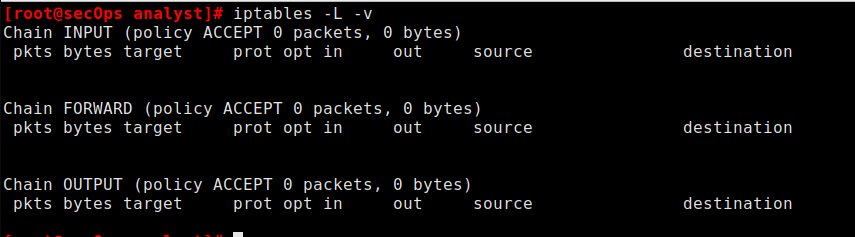 [root@secOps analyst]# iptables -L -v
Chain INPUT (policy ACCEPT 0 packets, 0 bytes)
 pkts bytes target     prot opt in     out     source               destination
Chain FORWARD (policy ACCEPT 0 packets, 0 bytes)
 pkts bytes target     prot opt in     out     source               destination
Chain OUTPUT (policy ACCEPT 0 packets, 0 bytes)
 pkts bytes target     prot opt in     out     source               destination